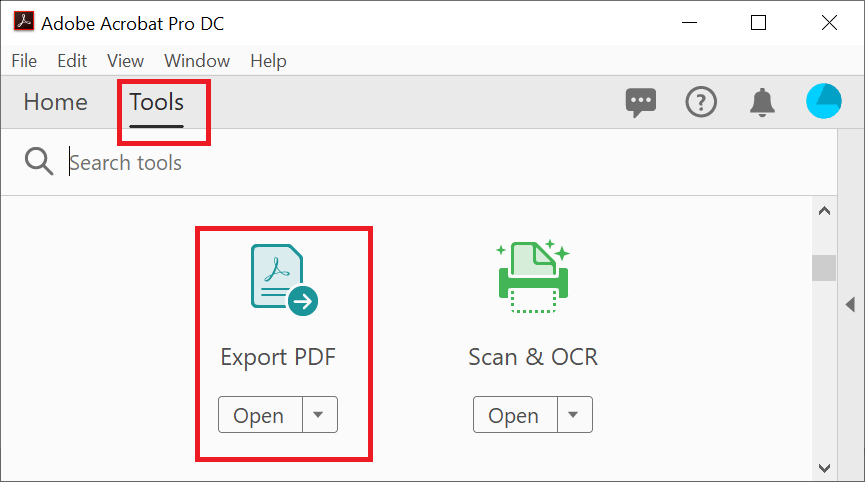 Adobe Acrobat Pro DC
File Edit View Window Help
Home Tools
Search tools
Export PDF Scan & OCR
Open Open